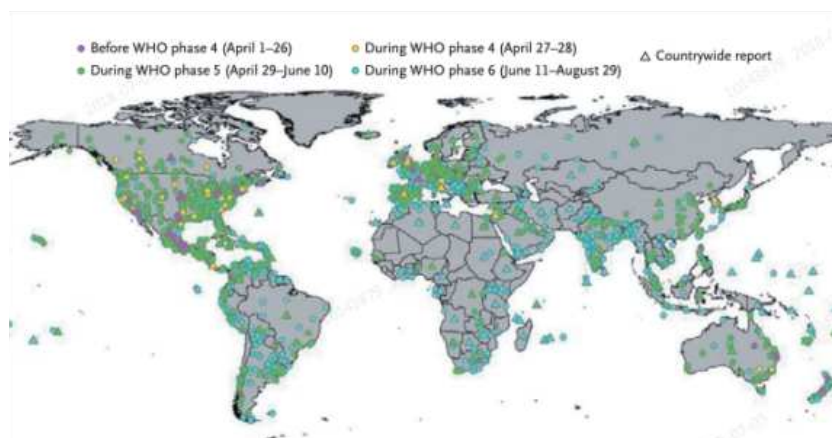 Before WHO phase 4 (April 1–26)
During WHO phase 4 (April 27–28)
During WHO phase 5 (April 29–June 10)
During WHO phase 6 (June 11–August 29)
Countrywide report